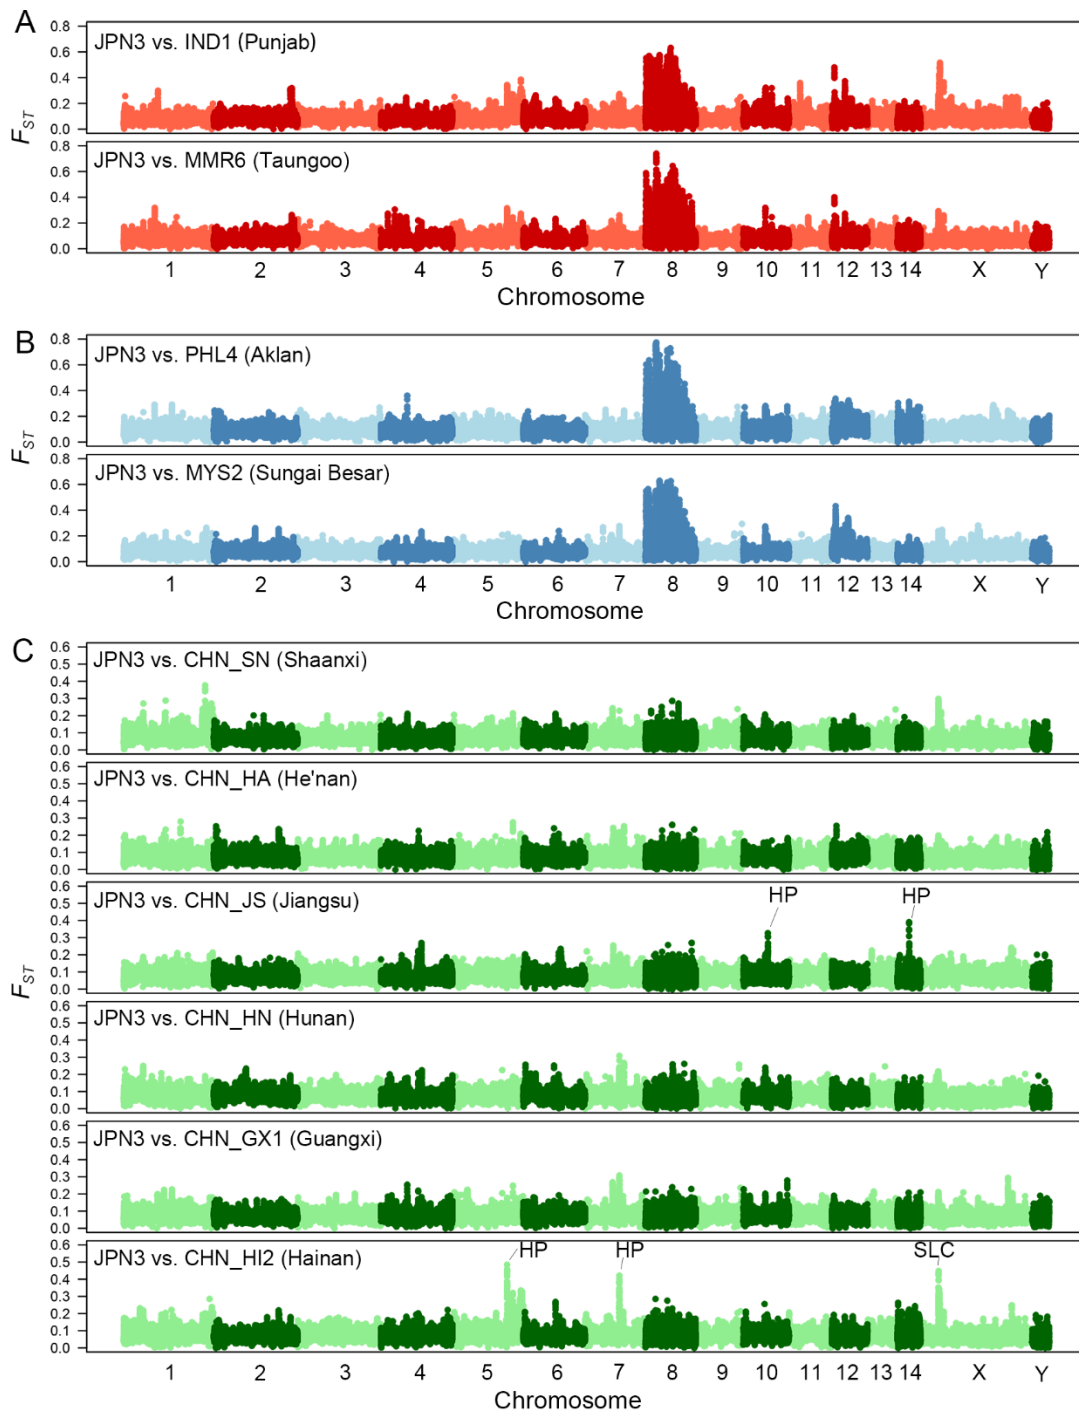 A
JPN3 vs. IND1 (Punjab)
0.8
0.6
0.4
0.2
0.0
JPN3 vs. MMR6 (Taungoo)
0.8
0.6
0.4
0.2
0.0
FST
1 2 3 4 5 6 7 8 9 10 11 12 13 14 X Y
Chromosome
B
JPN3 vs. PHL4 (Aklan)
0.8
0.6
0.4
0.2
0.0
JPN3 vs. MYS2 (Sungai Besar)
0.8
0.6
0.4
0.2
0.0
FST
1 2 3 4 5 6 7 8 9 10 11 12 13 14 X Y
Chromosome
C
JPN3 vs. CHN_SN (Shaanxi)
0.6
0.5
0.4
0.3
0.2
0.1
0.0
JPN3 vs. CHN_HA (He'nan)
0.6
0.5
0.4
0.3
0.2
0.1
0.0
JPN3 vs. CHN_JS (Jiangsu)
HP HP
0.6
0.5
0.4
0.3
0.2
0.1
0.0
FST
JPN3 vs. CHN_HN (Hunan)
0.6
0.5
0.4
0.3
0.2
0.1
0.0
JPN3 vs. CHN_GX1 (Guangxi)
0.6
0.5
0.4
0.3
0.2
0.1
0.0
JPN3 vs. CHN_HI2 (Hainan)
HP HP SLC
0.6
0.5
0.4
0.3
0.2
0.1
0.0
1 2 3 4 5 6 7 8 9 10 11 12 13 14 X Y
Chromosome